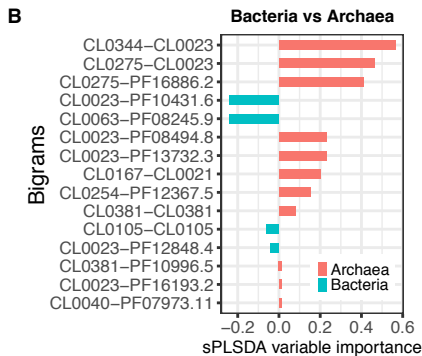 B
Bacteria vs Archaea
Bigrams
CL0344−CL0023
CL0275−CL0023
CL0275−PF16886.2
CL0023−PF10431.6
CL0063−PF08245.9
CL0023−PF08494.8
CL0023−PF13732.3
CL0167−CL0021
CL0254−PF12367.5
CL0381−CL0381
CL0105−CL0105
CL0023−PF12848.4
CL0381−PF10996.5
CL0023−PF16193.2
CL0040−PF07973.11
Archaea
Bacteria
−0.2 0.0 0.2 0.4 0.6
sPLSDA variable importance